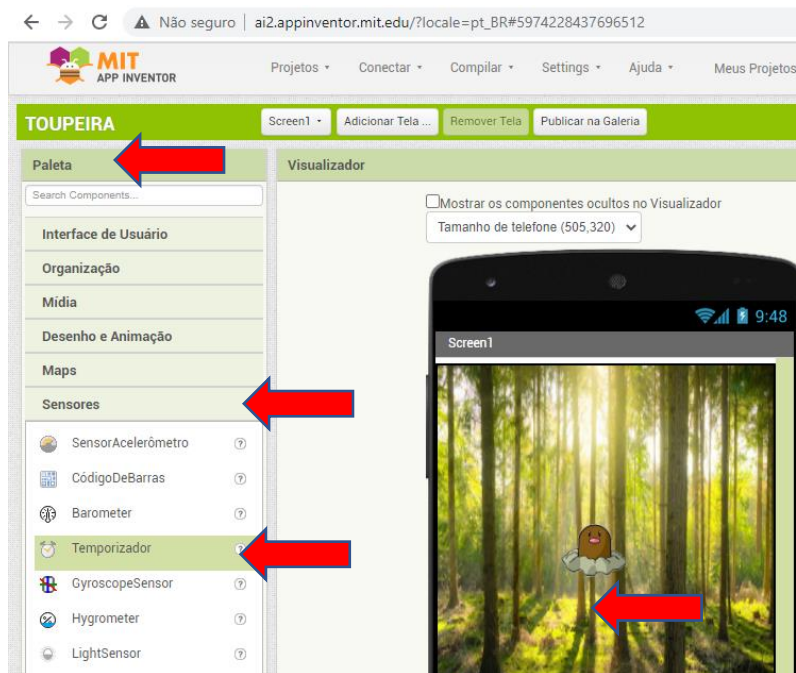 Não seguro | ai2.appinventor.mit.edu/?locale=pt_BR#5974228437696512
MIT
APP INVENTOR
Projetos Conectar Compilar Settings Ajuda Meus Projetos
TOUPEIRA
Screen1 Adicionar Tela ... Remover Tela Publicar na Galeria
Paleta
Visualizador
Search Components...
Mostrar os componentes ocultos no Visualizador
Tamanho de telefone (505,320)
Interface de Usuário
Organização
Mídia
Desenho e Animação
Maps
Sensores
SensorAcelerômetro ?
CódigoDeBarras ?
Barometer ?
Temporizador ?
GyroscopeSensor ?
Hygrometer ?
LightSensor ?
9:48
Screen1